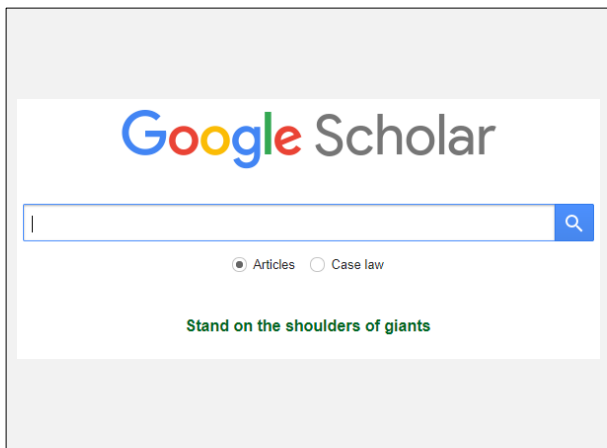 Google Scholar
Articles Case law
Stand on the shoulders of giants